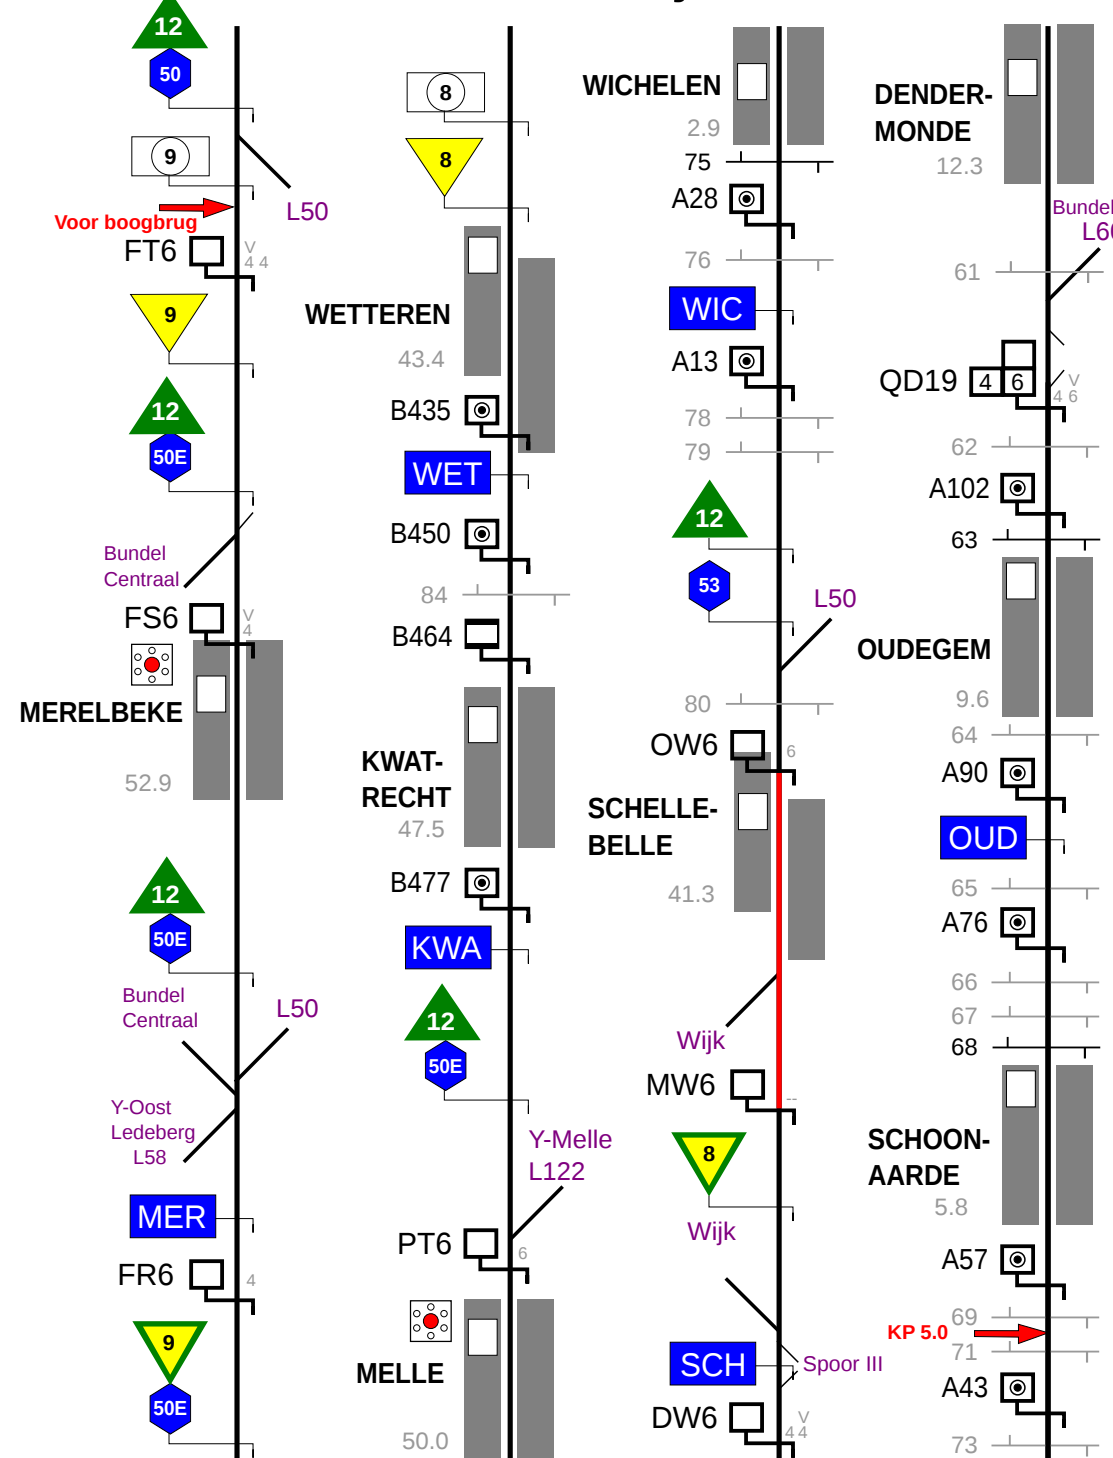 12
50
9
L50
Voor boogbrug
FT6
V
4 4
9
12
50E
Bundel
Centraal
FS6
V
4
MERELBEKE
52.9
12
50E
Bundel
Centraal
L50
Y-Oost
Ledeberg
L58
MER
FR6
4
9
50E
8
8
WETTEREN
43.4
B435
WET
B450
84
B464
KWAT-
RECHT
47.5
B477
KWA
12
50E
Y-Melle
L122
PT6
6
MELLE
50.0
WICHELEN
2.9
75
A28
76
WIC
A13
78
79
12
53
L50
80
OW6
6
SCHELLE-
BELLE
41.3
Wijk
MW6
--
8
Wijk
SCH
Spoor III
DW6
V
4 4
DENDER-
MONDE
12.3
Bundel
61
QD19
4 6
V
4 6
62
A102
63
OUDEGEM
9.6
64
A90
OUD
65
A76
66
67
68
SCHOON-
AARDE
5.8
A57
69
KP 5.0
71
A43
73